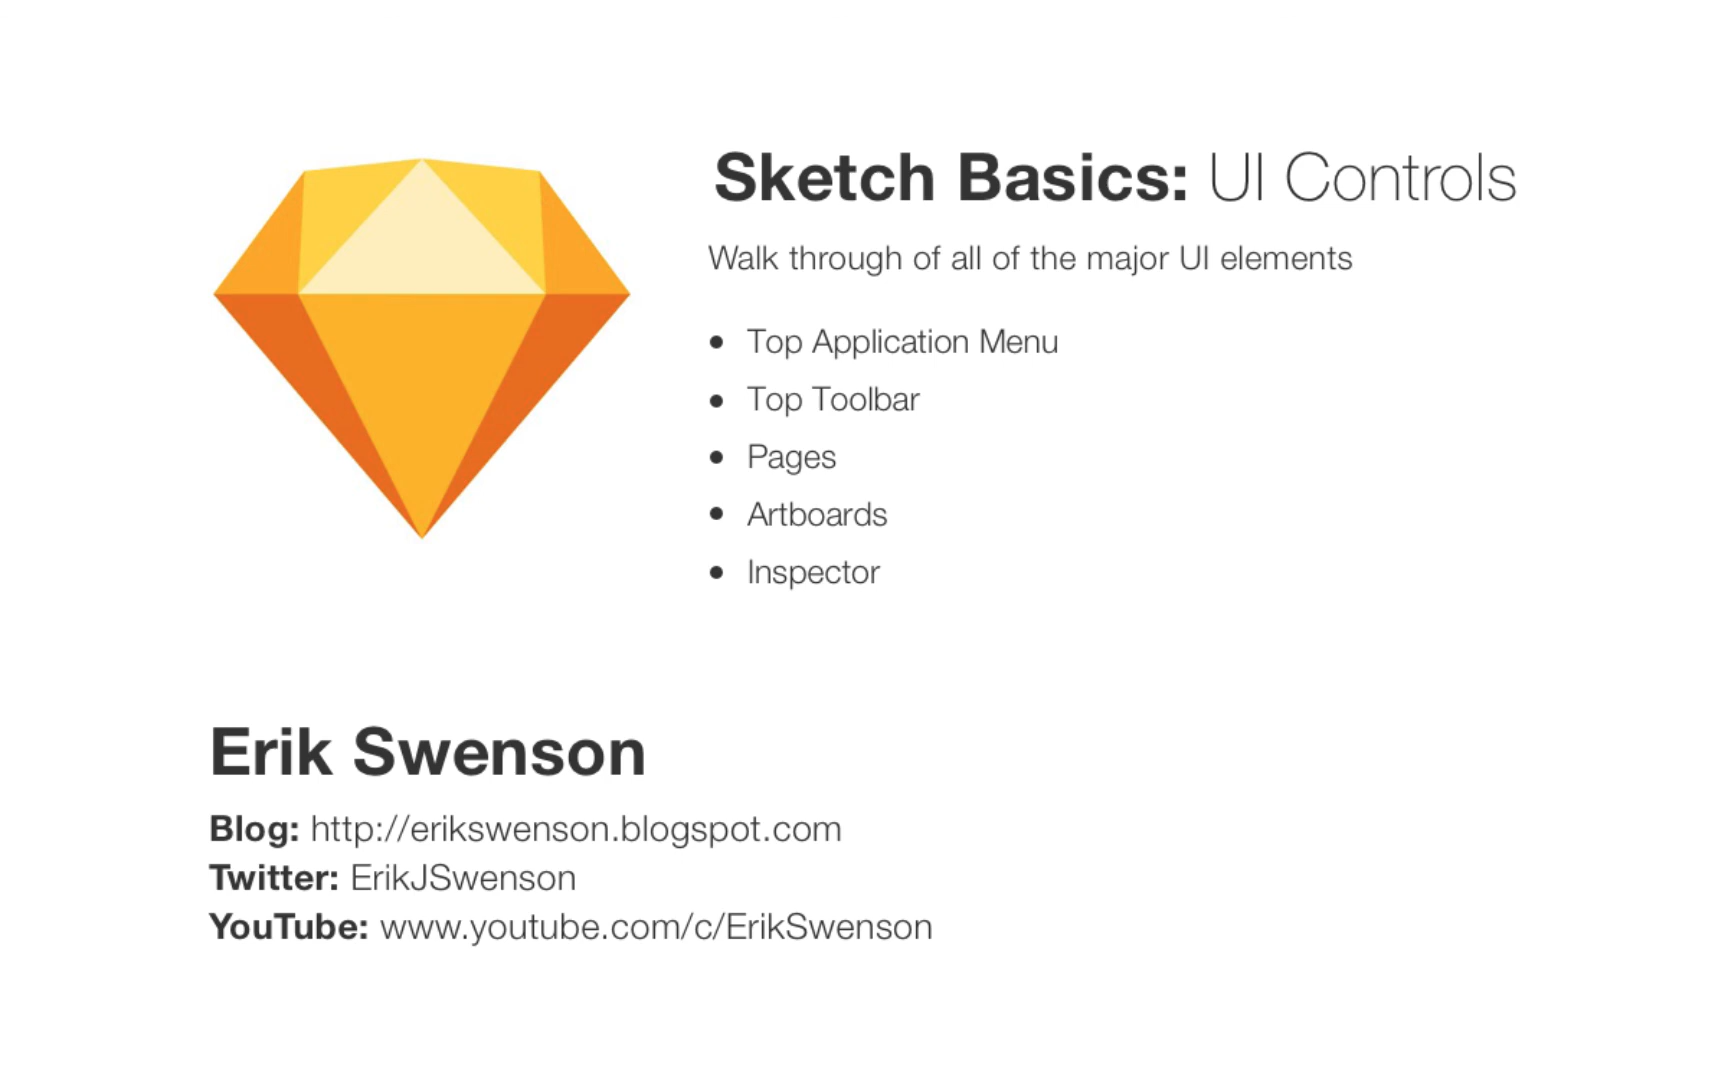 Sketch Basics: UI Controls
Walk through of all of the major UI elements
• Top Application Menu
• Top Toolbar
• Pages
• Artboards
• Inspector
Erik Swenson
Blog: http://erikswenson.blogspot.com
Twitter: ErikJSwenson
YouTube: www.youtube.com/c/ErikSwenson